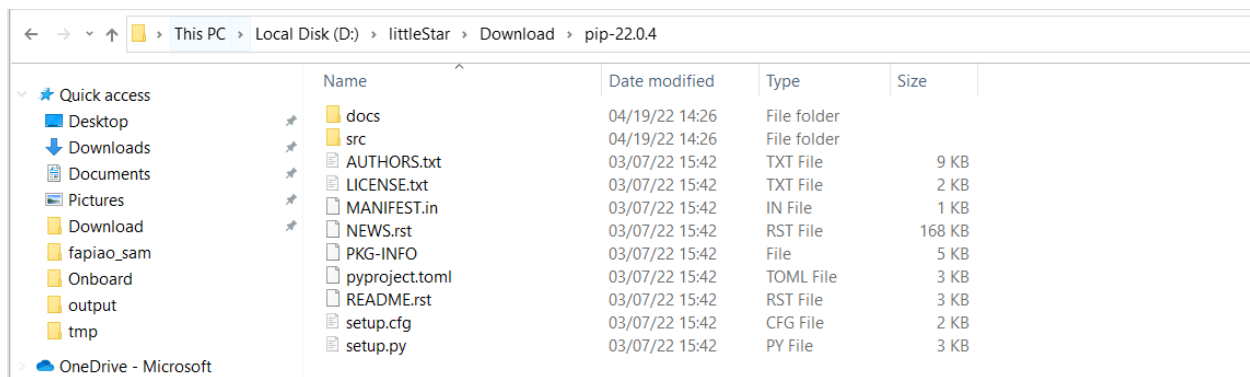 This PC › Local Disk (D:) › littleStar › Download › pip-22.0.4
Quick access
Desktop
Downloads
Documents
Pictures
Download
fapiao_sam
Onboard
output
tmp
OneDrive - Microsoft
Name Date modified Type Size
docs 04/19/22 14:26 File folder
src 04/19/22 14:26 File folder
AUTHORS.txt 03/07/22 15:42 TXT File 9 KB
LICENSE.txt 03/07/22 15:42 TXT File 2 KB
MANIFEST.in 03/07/22 15:42 IN File 1 KB
NEWS.rst 03/07/22 15:42 RST File 168 KB
PKG-INFO 03/07/22 15:42 File 5 KB
pyproject.toml 03/07/22 15:42 TOML File 3 KB
README.rst 03/07/22 15:42 RST File 3 KB
setup.cfg 03/07/22 15:42 CFG File 2 KB
setup.py 03/07/22 15:42 PY File 3 KB